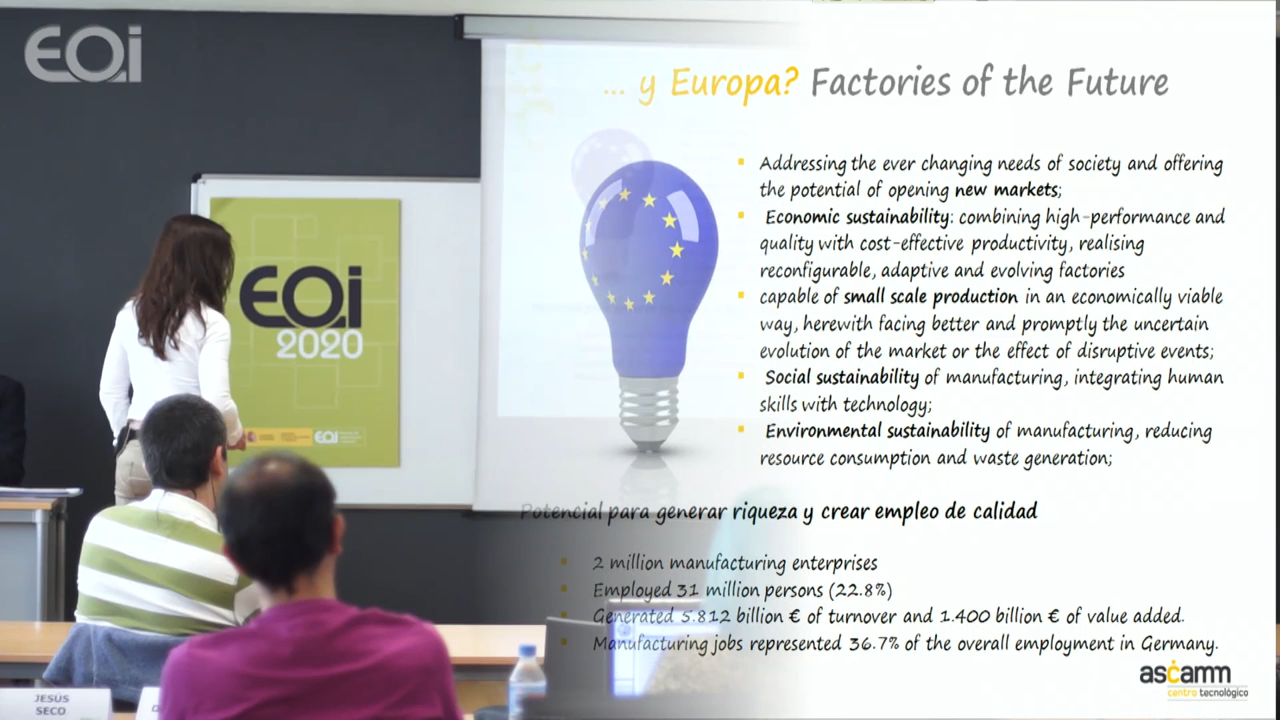 EOi
... y Europa? Factories of the Future
Addressing the ever changing needs of society and offering
the potential of opening new markets;
Economic sustainability: combining high-performance and
quality with cost-effective productivity, realising
reconfigurable, adaptive and evolving factories
capable of small scale production in an economically viable
way, herewith facing better and promptly the uncertain
evolution of the market or the effect of disruptive events;
Social sustainability of manufacturing, integrating human
skills with technology;
Environmental sustainability of manufacturing, reducing
resource consumption and waste generation;
EOi
2020
EOi
Potencial para generar riqueza y crear empleo de calidad
2 million manufacturing enterprises
Employed 31 million persons (22.8%)
Generated 5.812 billion € of turnover and 1.400 billion € of value added.
Manufacturing jobs represented 36.7% of the overall employment in Germany.
ascamm
centro tecnológico
JESÚS
SECO